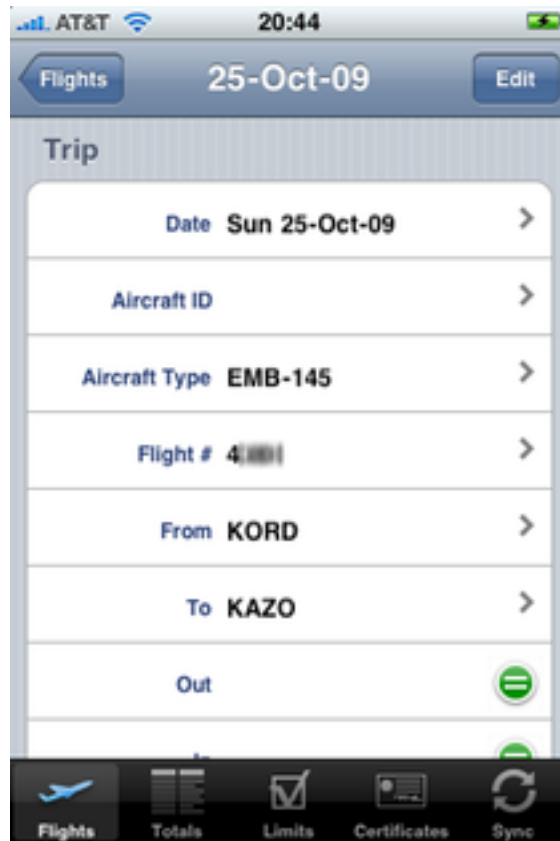 AT&T 20:44
Flights 25-Oct-09 Edit
Trip
Date Sun 25-Oct-09
Aircraft ID
Aircraft Type EMB-145
Flight # 4
From KORD
To KAZO
Out
Flights Totals Limits Certificates Sync